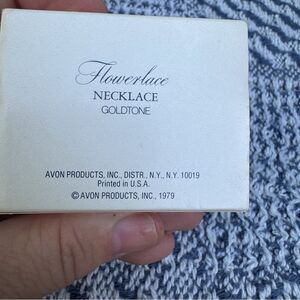 Flowerlace
NECKLACE
GOLDTONE
AVON PRODUCTS, INC., DISTR., N.Y., N.Y. 10019
Printed in U.S.A.
© AVON PRODUCTS, INC., 1979